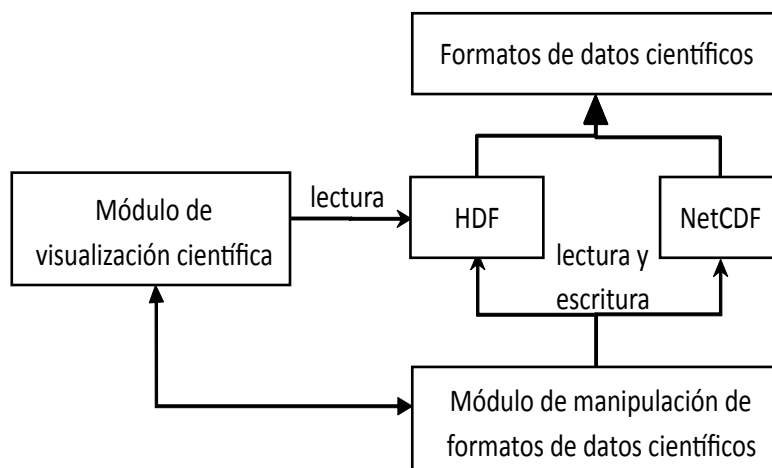 Formatos de datos científicos
lectura
Módulo de
visualización científica
HDF
NetCDF
lectura y
escritura
Módulo de manipulación de
formatos de datos científicos